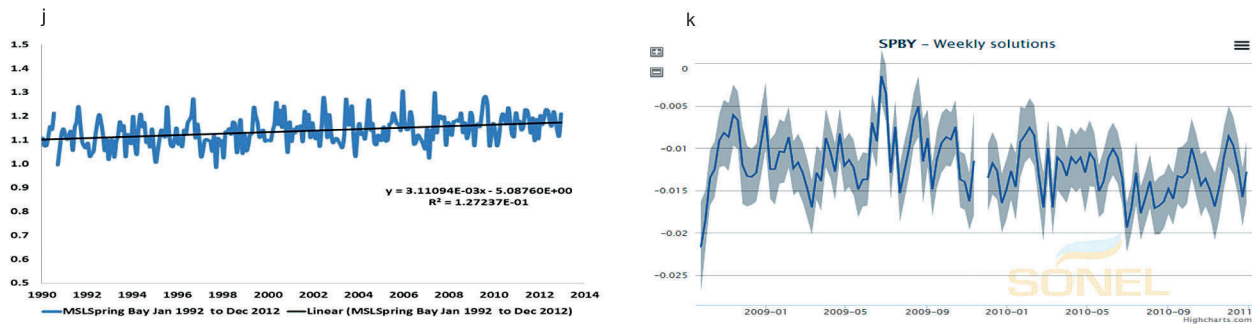 j
1.5
1.4
1.3
1.2
1.1
1.0
0.9
0.8
0.7
0.6
0.5
y = 3.11094E-03x - 5.08760E+00
R² = 1.27237E-01
1990 1992 1994 1996 1998 2000 2002 2004 2006 2008 2010 2012 2014
MSLSpring Bay Jan 1992 to Dec 2012 Linear (MSLSpring Bay Jan 1992 to Dec 2012)
k
SPBY – Weekly solutions
0
−0.005
−0.01
−0.015
−0.02
−0.025
SONEL
2009−01 2009−05 2009−09 2010−01 2010−05 2010−09 2011
Highcharts.com